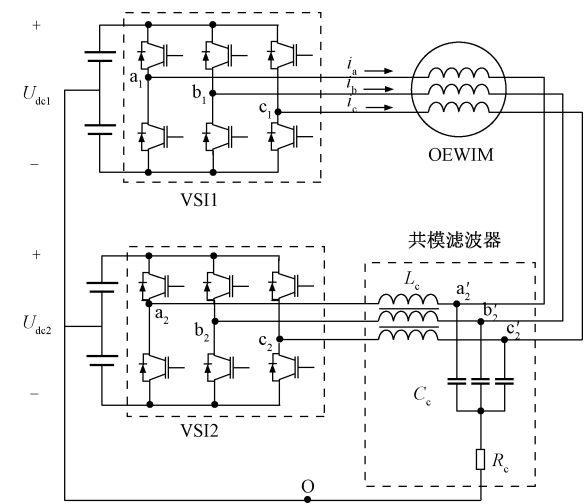 +
a₁
b₁
c₁
U_dc1
−
VSI1
i_a
i_b
i_c
OEWIM
共模滤波器
+
a₂
b₂
c₂
U_dc2
−
VSI2
L_c
a₂′
b₂′
c₂′
C_c
R_c
O